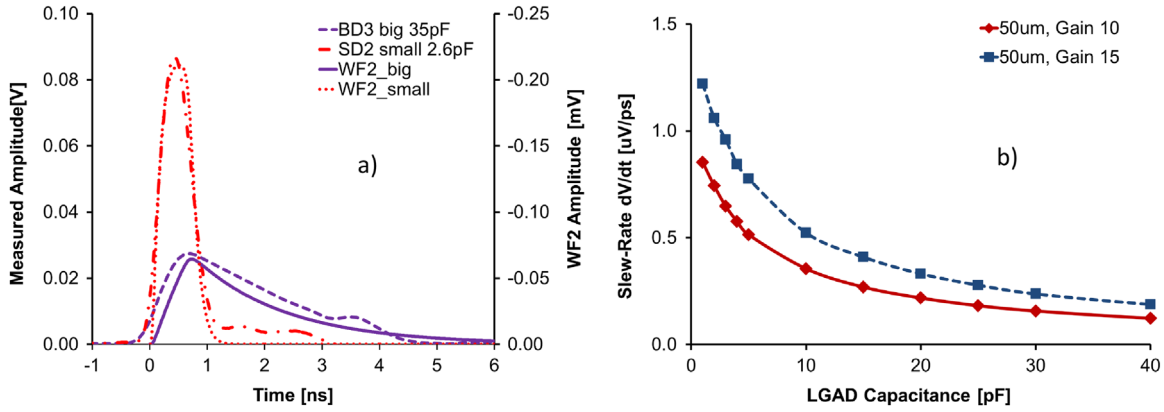 BD3 big 35pF
SD2 small 2.6pF
WF2_big
WF2_small
a)
0.10
0.08
0.06
0.04
0.02
0.00
Measured Amplitude[V]
-0.25
-0.20
-0.15
-0.10
-0.05
0.00
WF2 Amplitude [mV]
-1 0 1 2 3 4 5 6
Time [ns]
50um, Gain 10
50um, Gain 15
b)
1.5
1.0
0.5
0.0
Slew-Rate dV/dt [uV/ps]
0 10 20 30 40
LGAD Capacitance [pF]